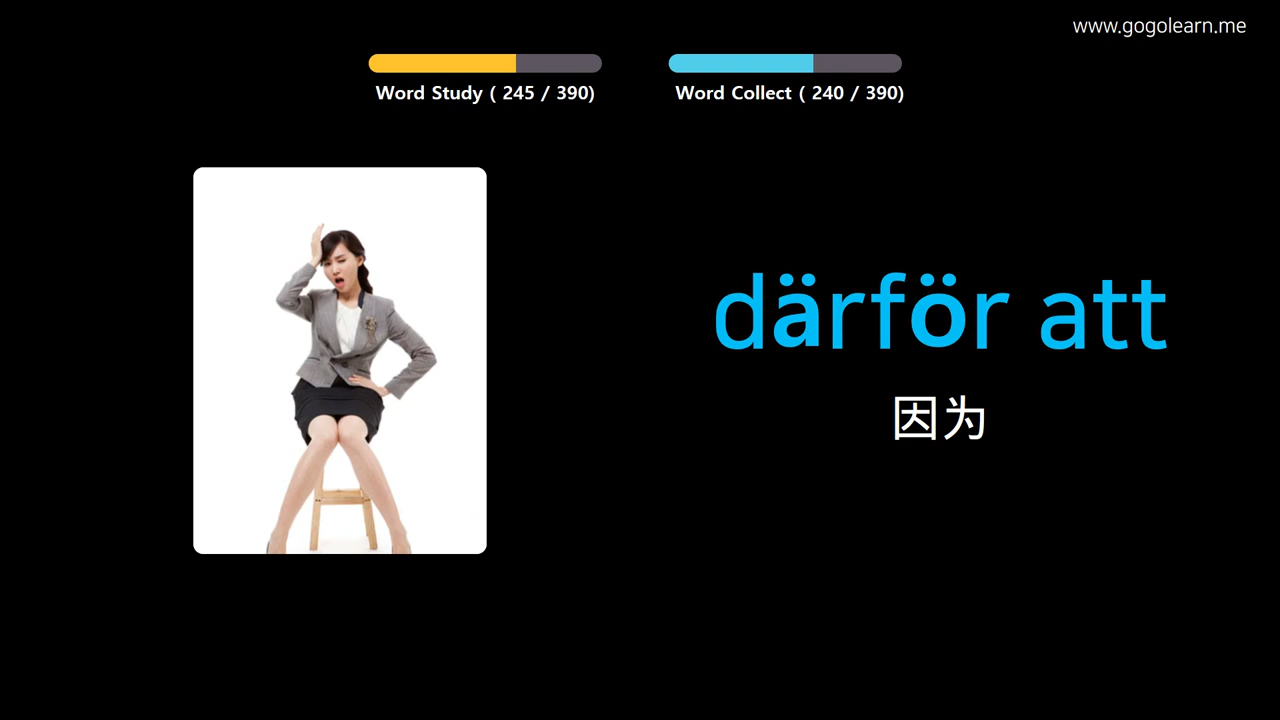 www.gogolearn.me
Word Study ( 245 / 390)
Word Collect ( 240 / 390)
därför att
因为